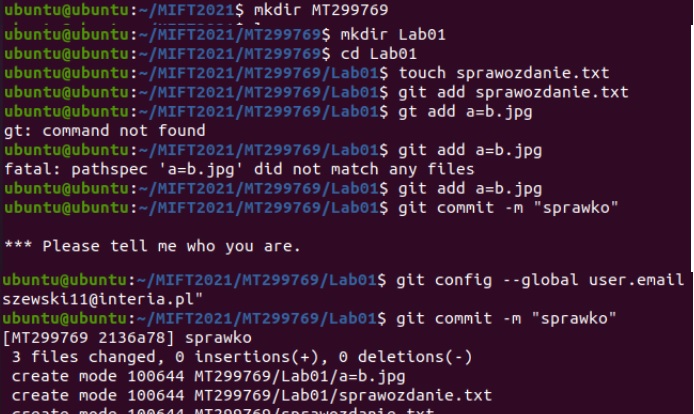 ubuntu@ubuntu:~/MIFT2021$ mkdir MT299769
ubuntu@ubuntu:~/MIFT2021/MT299769$ mkdir Lab01
ubuntu@ubuntu:~/MIFT2021/MT299769$ cd Lab01
ubuntu@ubuntu:~/MIFT2021/MT299769/Lab01$ touch sprawozdanie.txt
ubuntu@ubuntu:~/MIFT2021/MT299769/Lab01$ git add sprawozdanie.txt
ubuntu@ubuntu:~/MIFT2021/MT299769/Lab01$ gt add a=b.jpg
gt: command not found
ubuntu@ubuntu:~/MIFT2021/MT299769/Lab01$ git add a=b.jpg
fatal: pathspec 'a=b.jpg' did not match any files
ubuntu@ubuntu:~/MIFT2021/MT299769/Lab01$ git add a=b.jpg
ubuntu@ubuntu:~/MIFT2021/MT299769/Lab01$ git commit -m "sprawko"
*** Please tell me who you are.
ubuntu@ubuntu:~/MIFT2021/MT299769/Lab01$ git config --global user.email
szewski11@interia.pl"
ubuntu@ubuntu:~/MIFT2021/MT299769/Lab01$ git commit -m "sprawko"
[MT299769 2136a78] sprawko
3 files changed, 0 insertions(+), 0 deletions(-)
create mode 100644 MT299769/Lab01/a=b.jpg
create mode 100644 MT299769/Lab01/sprawozdanie.txt
create mode 100644 MT299769/sprawozdanie.txt